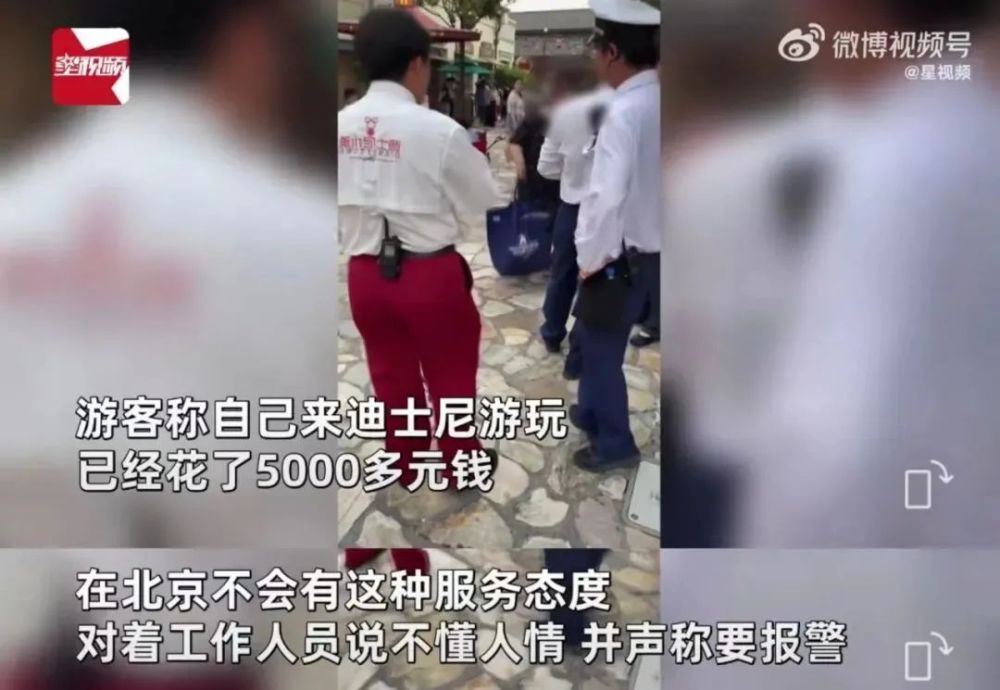 星视频
微博视频号
@星视频
游客称自己来迪士尼游玩
已经花了5000多元钱
在北京不会有这种服务态度
对着工作人员说不懂人情 并声称要报警